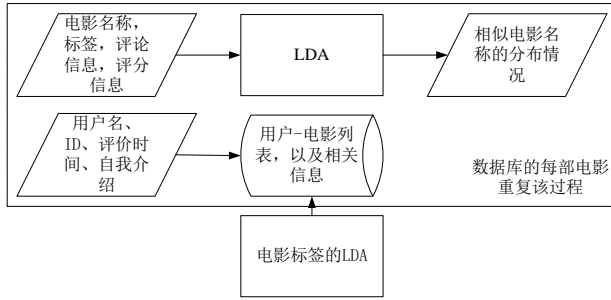 电影名称，
标签，评论
信息，评分
信息
LDA
相似电影名
称的分布情
况
用户名、
ID、评价时
间、自我介
绍
用户-电影列
表，以及相关
信息
数据库的每部电影
重复该过程
电影标签的LDA